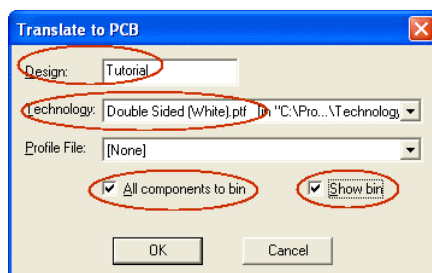 Translate to PCB
Design: Tutorial
Technology: Double Sided (White).ptf (in "C:\Pro...\Technology
Profile File: [None]
All components to bin Show bin
OK Cancel